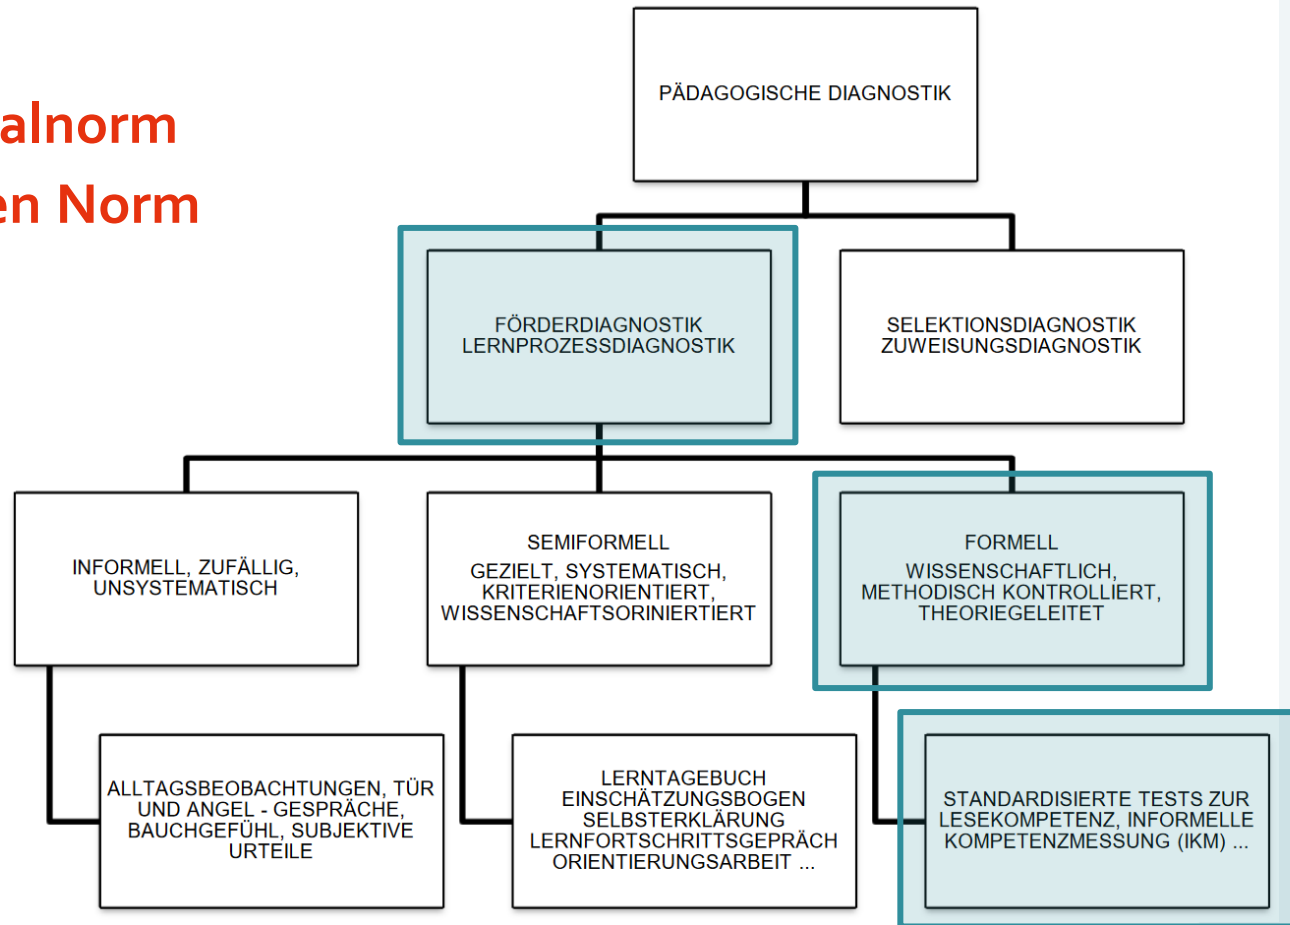 PÄDAGOGISCHE DIAGNOSTIK
alnorm
en Norm
FÖRDERDIAGNOSTIK
LERNPROZESSDIAGNOSTIK
SELEKTIONSDIAGNOSTIK
ZUWEISUNGSDIAGNOSTIK
INFORMELL, ZUFÄLLIG,
UNSYSTEMATISCH
SEMIFORMELL
GEZIELT, SYSTEMATISCH,
KRITERIENORIENTIERT,
WISSENSCHAFTSORINIERTIERT
FORMELL
WISSENSCHAFTLICH,
METHODISCH KONTROLLIERT,
THEORIEGELEITET
ALLTAGSBEOBACHTUNGEN, TÜR
UND ANGEL - GESPRÄCHE,
BAUCHGEFÜHL, SUBJEKTIVE
URTEILE
LERNTAGEBUCH
EINSCHÄTZUNGSBOGEN
SELBSTERKLÄRUNG
LERNFORTSCHRITTSGEPRÄCH
ORIENTIERUNGSARBEIT ...
STANDARDISIERTE TESTS ZUR
LESEKOMPETENZ, INFORMELLE
KOMPETENZMESSUNG (IKM) ...